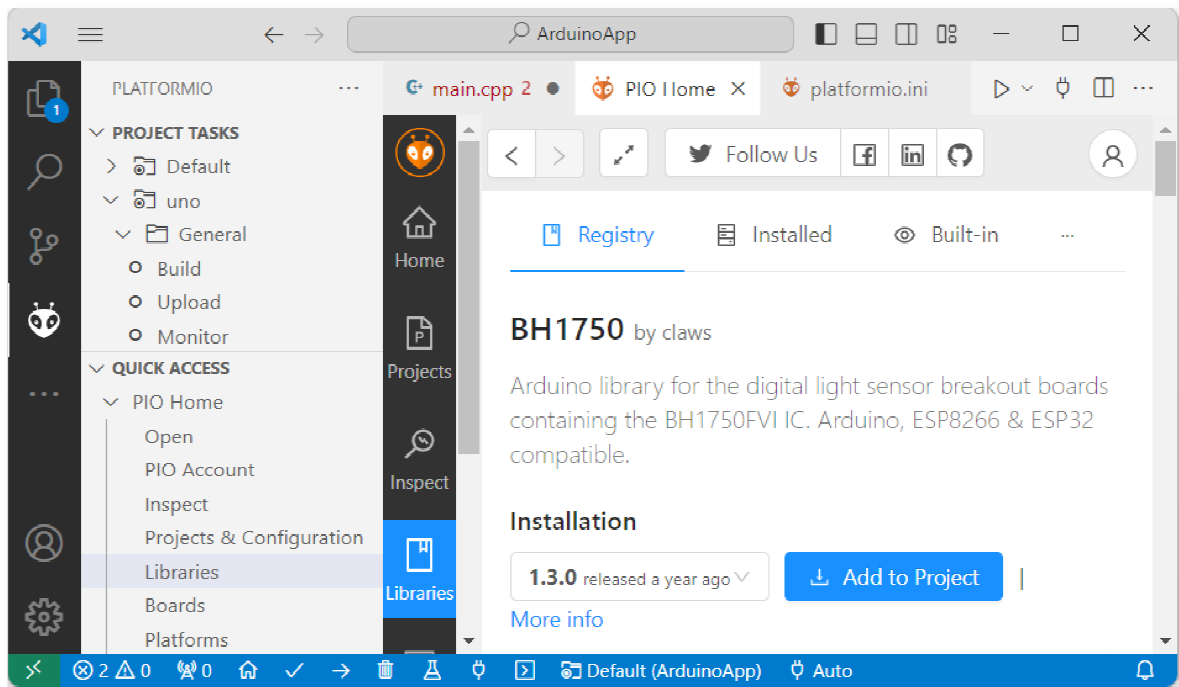 ArduinoApp
1
PLATFORMIO
PROJECT TASKS
Default
uno
General
Build
Upload
Monitor
QUICK ACCESS
PIO Home
Open
PIO Account
Inspect
Projects & Configuration
Libraries
Boards
Platforms
main.cpp 2
PIO Home
platformio.ini
Home
Projects
Inspect
Libraries
Follow Us
Registry
Installed
Built-in
BH1750 by claws
Arduino library for the digital light sensor breakout boards
containing the BH1750FVI IC. Arduino, ESP8266 & ESP32
compatible.
Installation
1.3.0 released a year ago
Add to Project |
More info
2 0 0 Default (ArduinoApp) Auto